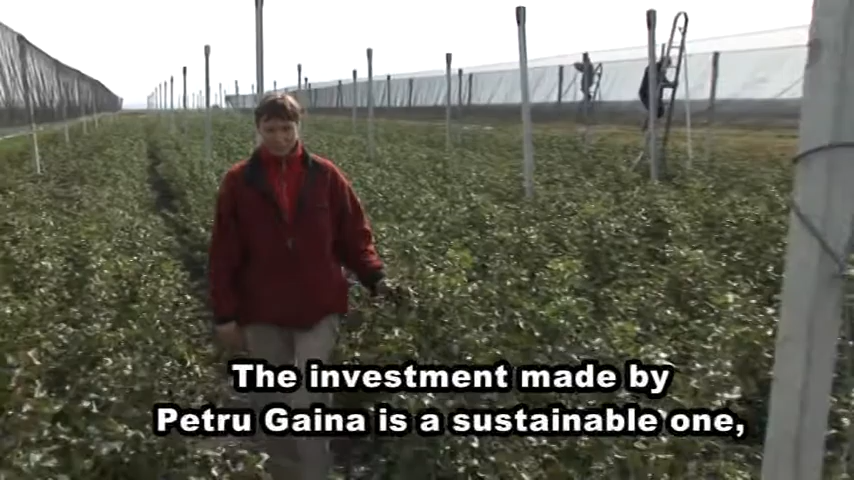 The investment made by
Petru Gaina is a sustainable one,